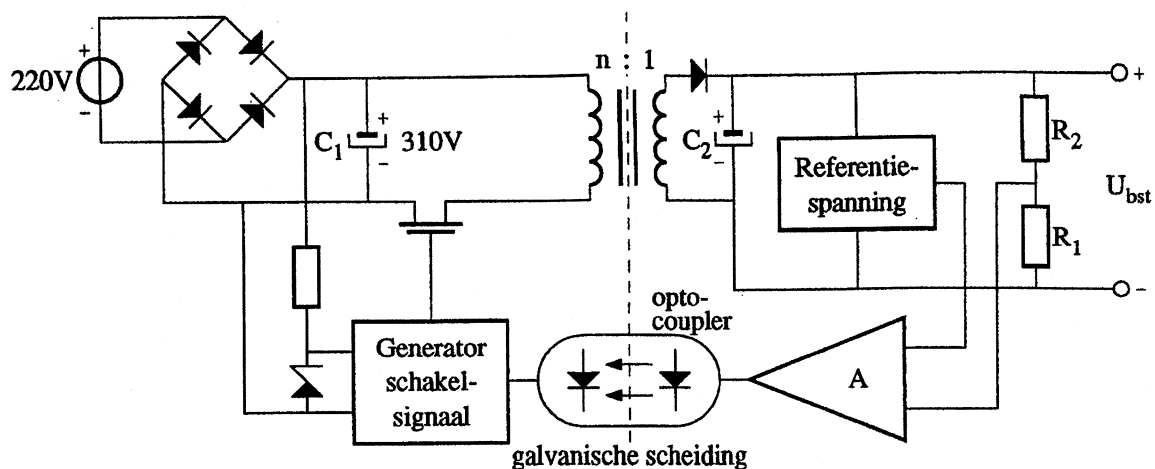 n : 1
220V
+
-
C1
+
310V
-
+
C2
-
Referentie-
spanning
R2
R1
+
Ubst
-
opto-
coupler
Generator
schakel-
signaal
A
galvanische scheiding